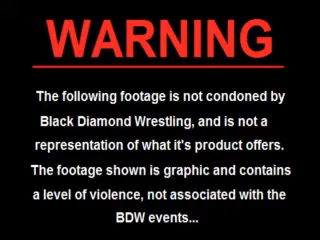 WARNING
The following footage is not condoned by
Black Diamond Wrestling, and is not a
representation of what it's product offers.
The footage shown is graphic and contains
a level of violence, not associated with the
BDW events...